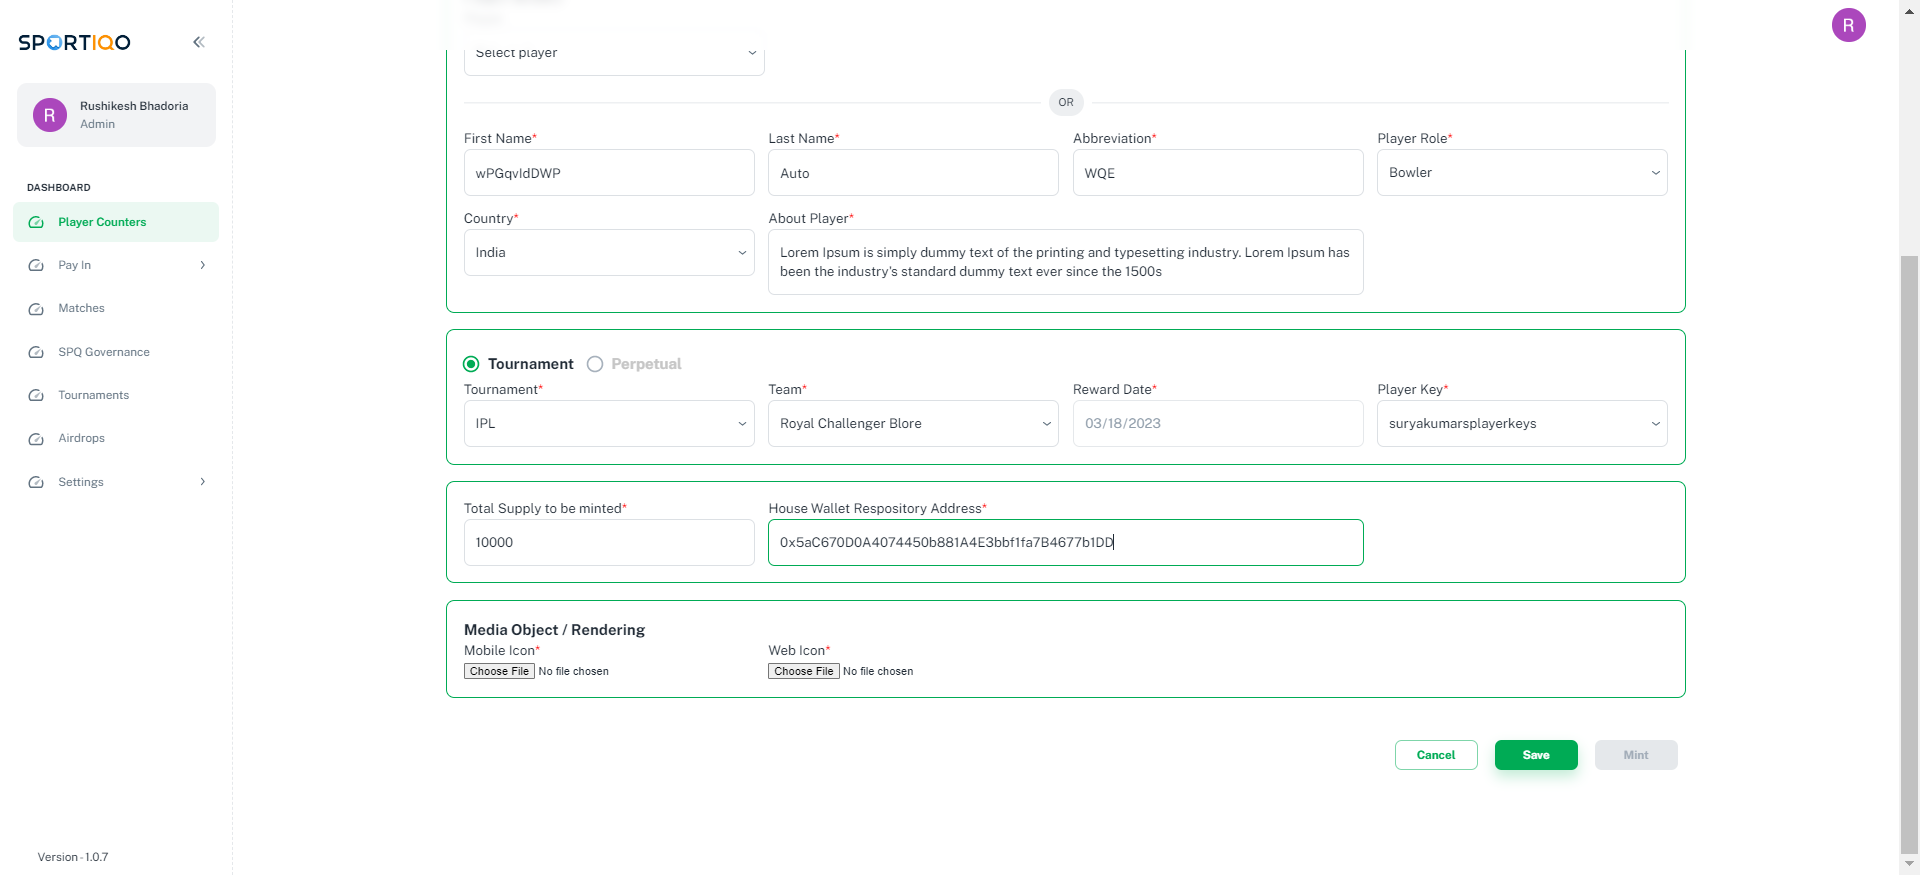 SPORTIQO
R
Rushikesh Bhadoria
Admin
DASHBOARD
Player Counters
Pay In
Matches
SPQ Governance
Tournaments
Airdrops
Settings
Version - 1.0.7
R
Select player
OR
First Name* Last Name* Abbreviation* Player Role*
wPGqvIdDWP Auto WQE Bowler
Country* About Player*
India
Lorem Ipsum is simply dummy text of the printing and typesetting industry. Lorem Ipsum has
been the industry's standard dummy text ever since the 1500s
Tournament Perpetual
Tournament* Team* Reward Date* Player Key*
IPL Royal Challenger Blore 03/18/2023 suryakumarsplayerkeys
Total Supply to be minted* House Wallet Respository Address*
10000 0x5aC670D0A4074450b881A4E3bbf1fa7B4677b1DD
Media Object / Rendering
Mobile Icon* Web Icon*
Choose File No file chosen Choose File No file chosen
Cancel Save Mint